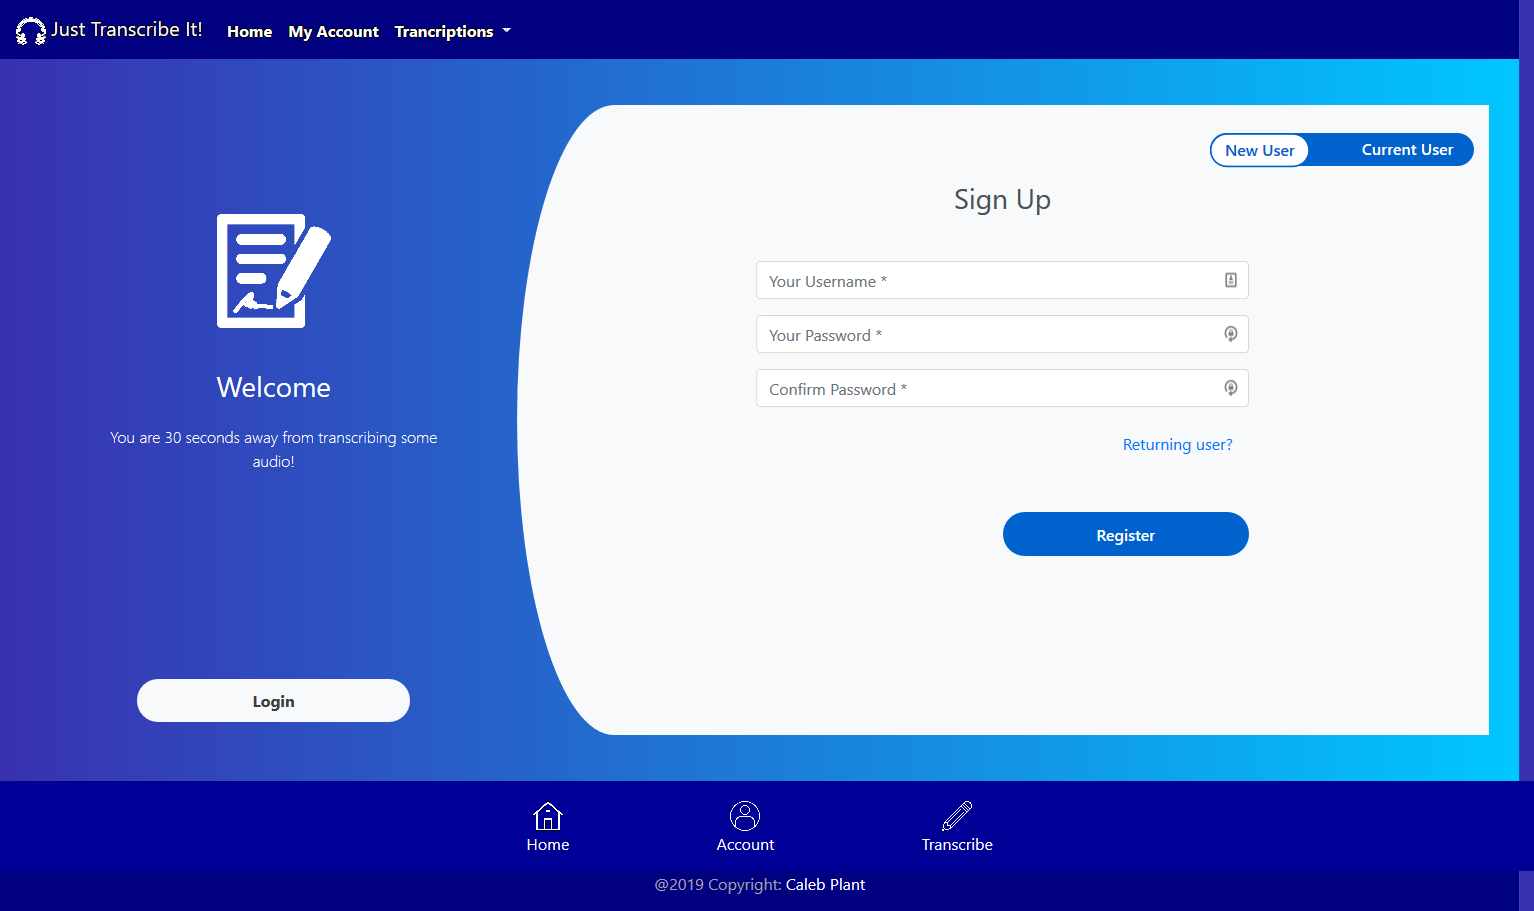 Just Transcribe It! Home My Account Trancriptions
New User Current User
Sign Up
Your Username *
Your Password *
Confirm Password *
Returning user?
Register
Welcome
You are 30 seconds away from transcribing some
audio!
Login
Home Account Transcribe
@2019 Copyright: Caleb Plant